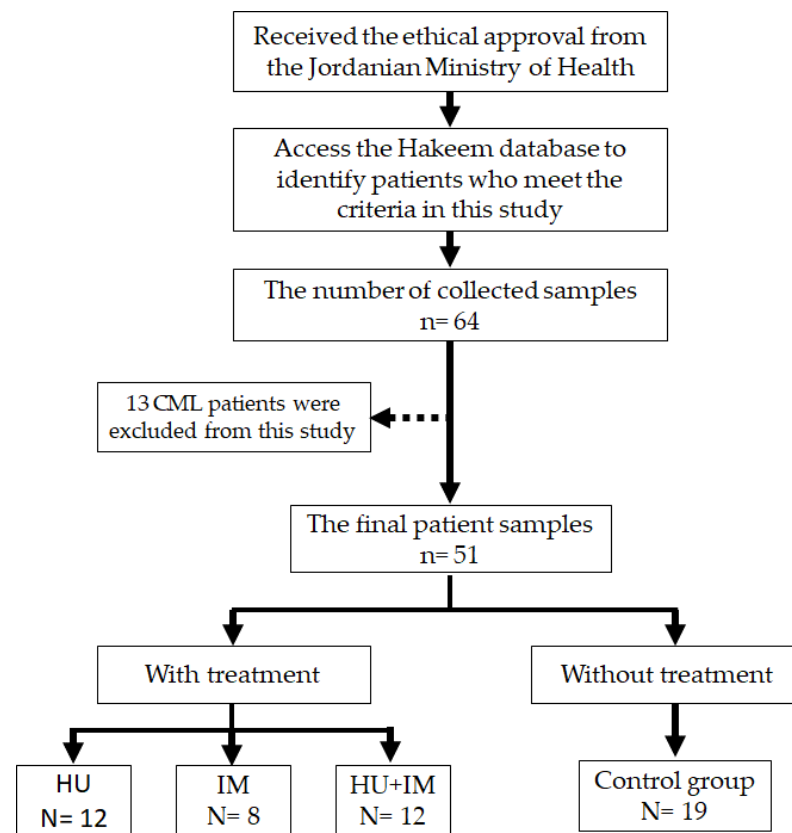 Received the ethical approval from
the Jordanian Ministry of Health
Access the Hakeem database to
identify patients who meet the
criteria in this study
The number of collected samples
n= 64
13 CML patients were
excluded from this study
The final patient samples
n= 51
With treatment
Without treatment
HU
N= 12
IM
N= 8
HU+IM
N= 12
Control group
N= 19